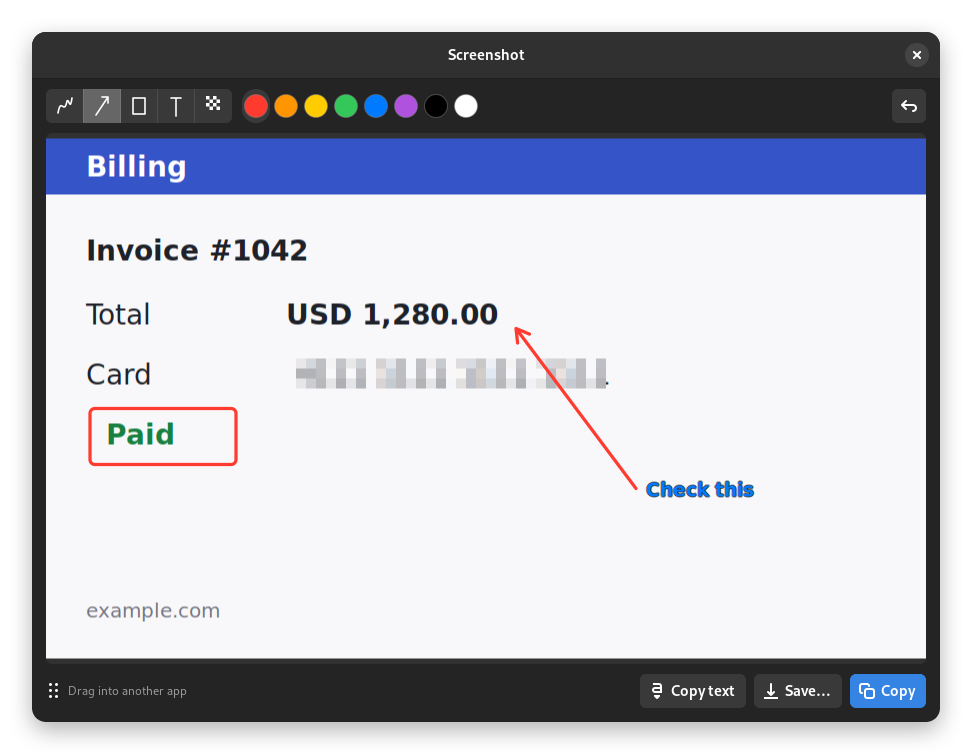 Screenshot
Billing
Invoice #1042
Total USD 1,280.00
Card
Paid
Check this
example.com
Drag into another app
Copy text Save... Copy